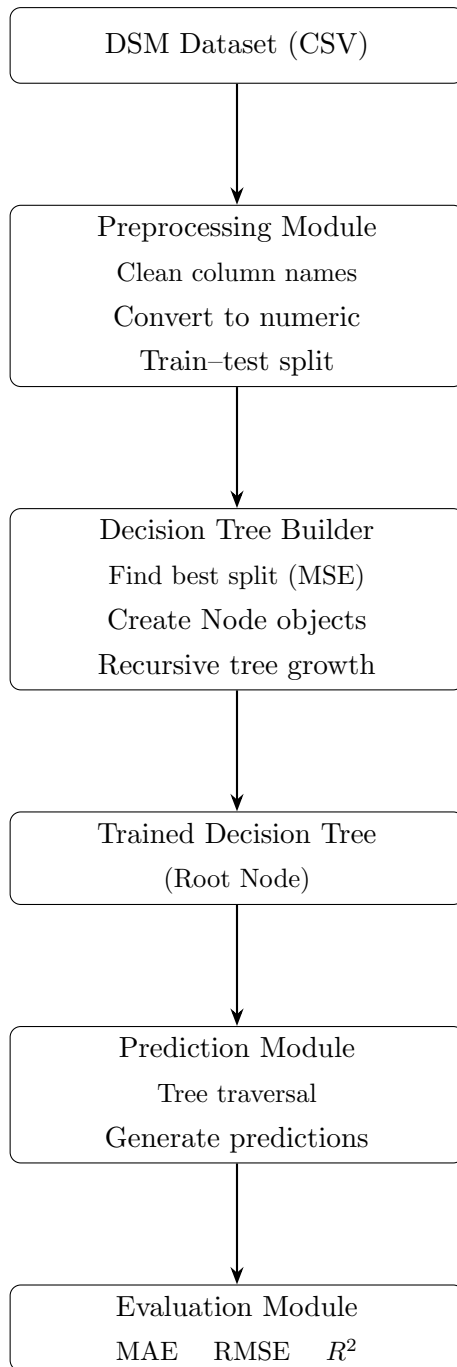 DSM Dataset (CSV)
Preprocessing Module
Clean column names
Convert to numeric
Train–test split
Decision Tree Builder
Find best split (MSE)
Create Node objects
Recursive tree growth
Trained Decision Tree
(Root Node)
Prediction Module
Tree traversal
Generate predictions
Evaluation Module
MAE RMSE R²